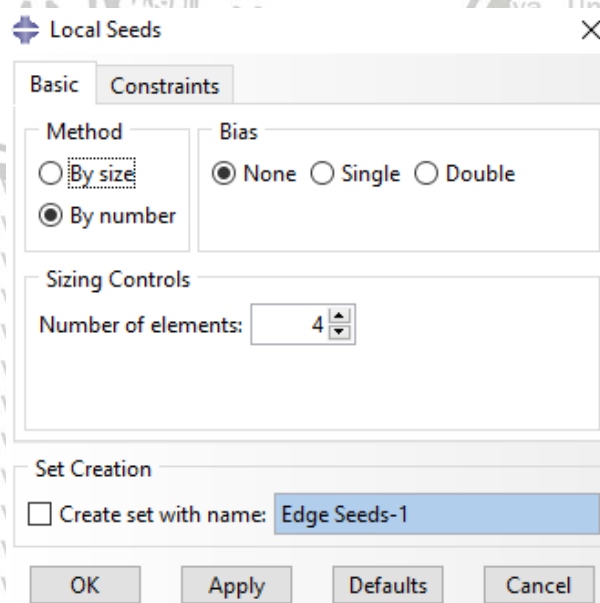 Local Seeds
Basic Constraints
Method
By size
By number
Bias
None Single Double
Sizing Controls
Number of elements: 4
Set Creation
Create set with name: Edge Seeds-1
OK Apply Defaults Cancel